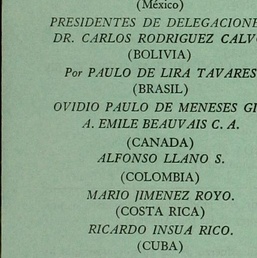 (México)
PRESIDENTES DE DELEGACIONE
DR. CARLOS RODRIGUEZ CALV
(BOLIVIA)
Por PAULO DE LIRA TAVARES
(BRASIL)
OVIDIO PAULO DE MENESES GI
A. EMILE BEAUVAIS C. A.
(CANADA)
ALFONSO LLANO S.
(COLOMBIA)
MARIO JIMENEZ ROYO.
(COSTA RICA)
RICARDO INSUA RICO.
(CUBA)